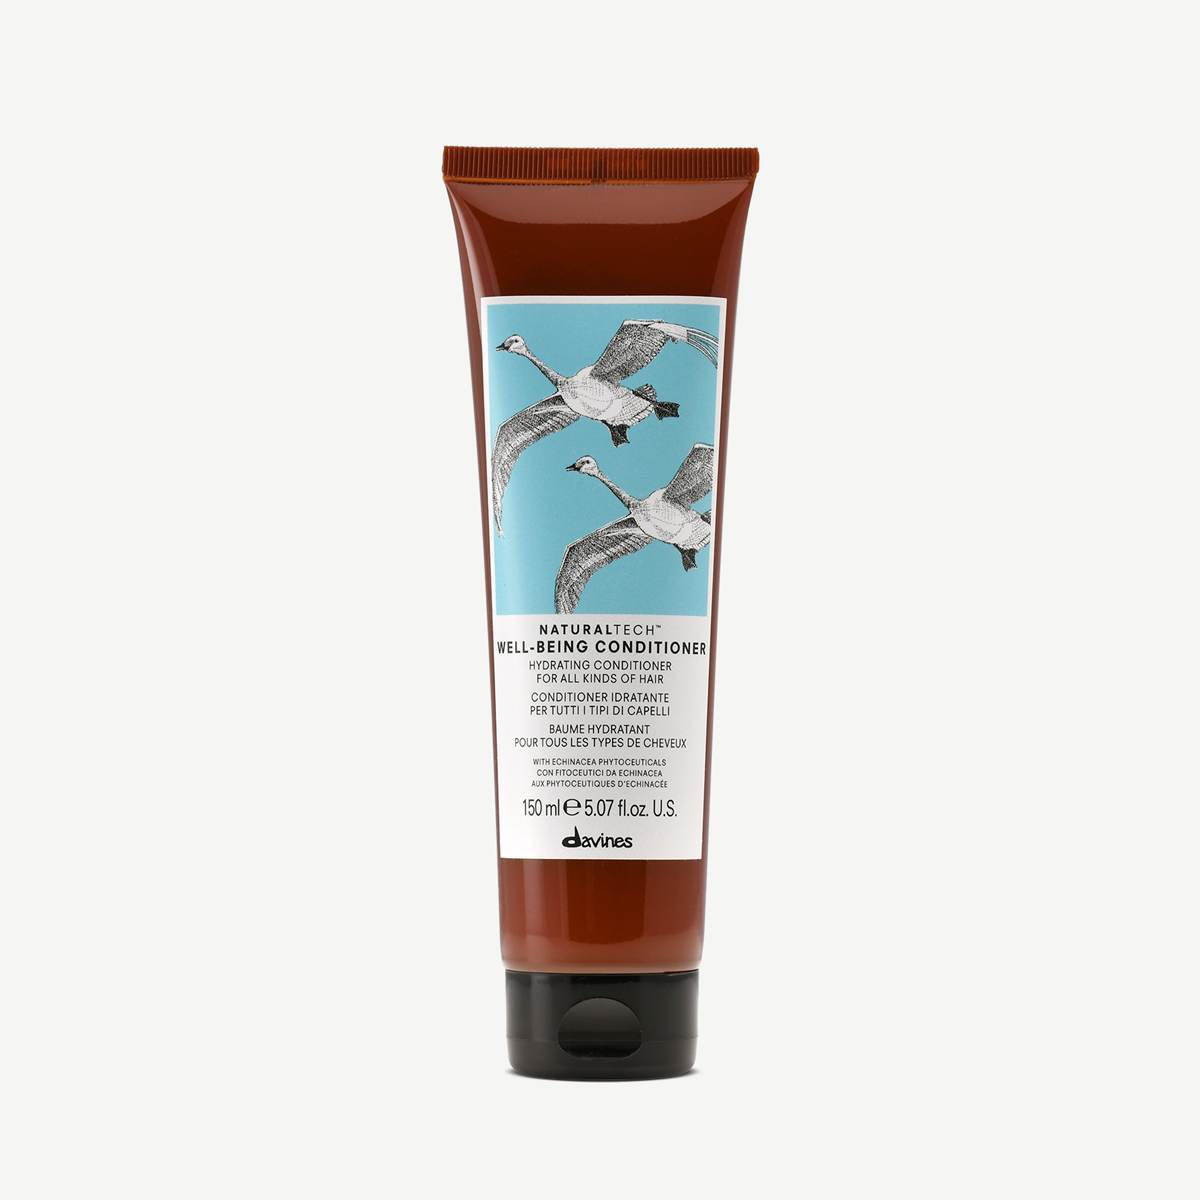 NATURALTECH™
WELL-BEING CONDITIONER
HYDRATING CONDITIONER
FOR ALL KINDS OF HAIR
CONDITIONER IDRATANTE
PER TUTTI I TIPI DI CAPELLI
BAUME HYDRATANT
POUR TOUS LES TYPES DE CHEVEUX
WITH ECHINACEA PHYTOCEUTICALS
CON FITOCEUTICI DA ECHINACEA
AUX PHYTOCEUTIQUES D'ECHINACÉE
150 ml ℮ 5.07 fl.oz. U.S.
davines